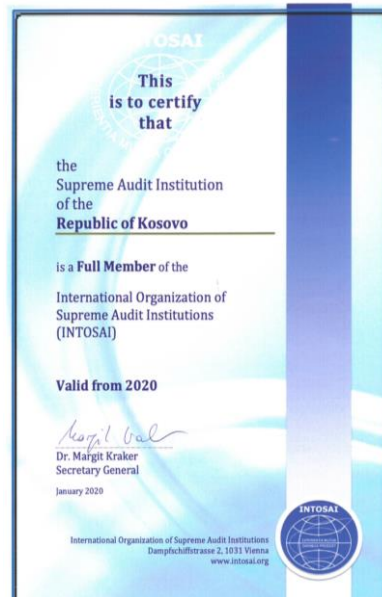 INTOSAI
This
is to certify
that
the
Supreme Audit Institution
of the
Republic of Kosovo
is a Full Member of the
International Organization of
Supreme Audit Institutions
(INTOSAI)
Valid from 2020
Dr. Margit Kraker
Secretary General
January 2020
International Organization of Supreme Audit Institutions
Dampfschiffstrasse 2, 1031 Vienna
www.intosai.org
INTOSAI